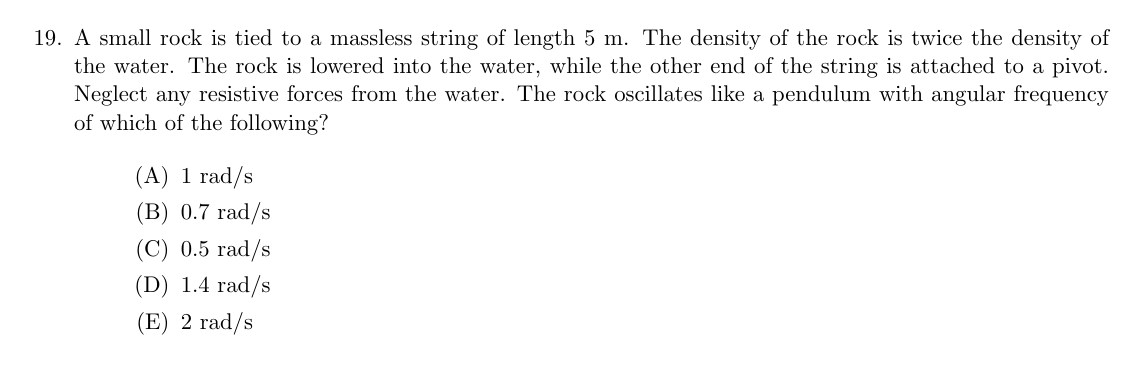 19. A small rock is tied to a massless string of length 5 m. The density of the rock is twice the density of
the water. The rock is lowered into the water, while the other end of the string is attached to a pivot.
Neglect any resistive forces from the water. The rock oscillates like a pendulum with angular frequency
of which of the following?
(A) 1 rad/s
(B) 0.7 rad/s
(C) 0.5 rad/s
(D) 1.4 rad/s
(E) 2 rad/s